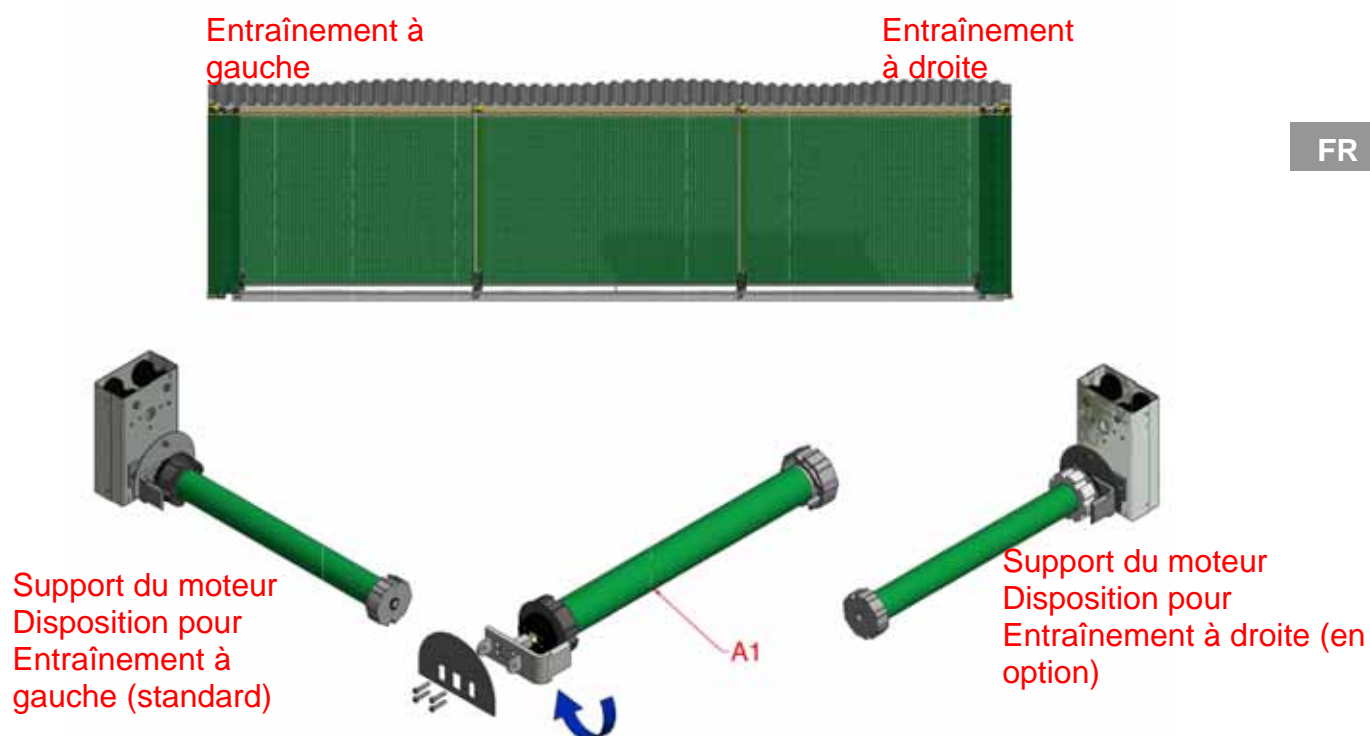 Entraînement à
gauche
Entraînement
à droite
FR
Support du moteur
Disposition pour
Entraînement à
gauche (standard)
A1
Support du moteur
Disposition pour
Entraînement à droite (en
option)